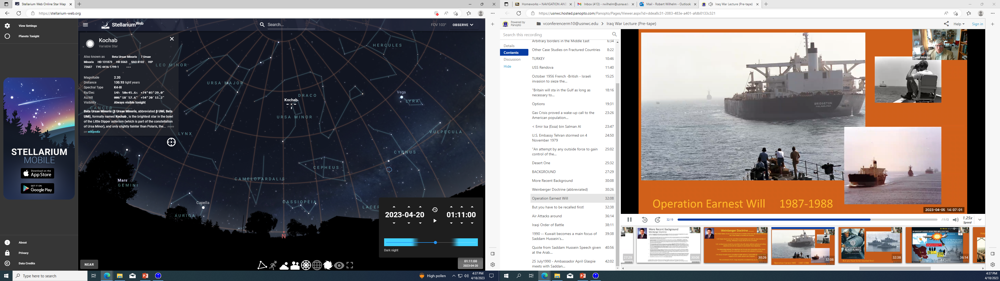 Stellarium Web Online Star Map
https://stellarium-web.org
View Settings
Planets Tonight
StellariumWeb
Search...
FOV 103°
OBSERVE
Kochab
Variable Star
Also known as Beta Ursae Minoris 7 Ursae
Minoris HD 131873 HR 5563 SAO 8102 HIP
72607 TYC 4416-1799-1
Magnitude 2.20
Distance 130.93 light years
Spectral Type K4-III
Ra/Dec 14h 50m45.6s +74°03'29.0"
Az/Alt 006°18'57.6" +54°20'11.2"
Visibility Always visible tonight
Beta Ursae Minoris (β Ursae Minoris, abbreviated β UMi, Beta
UMi), formally named Kochab , is the brightest star in the bowl
of the Little Dipper asterism (which is part of the constellation
of Ursa Minor), and only slightly fainter than Polaris, the... more
on wikipedia
LEO
LEO MINOR
CANCER
HERCULES
URSA MAJOR
DRACO
Vega
LYRA
Kochab
URSA MINOR
LYNX
VULPECULA
CYGNUS
CEPHEUS
CAMELOPARDALIS
Mars
GEMINI
Capella
CASSIOPEIA
AURIGA
LACER
N
STELLARIUM
MOBILE
Download on the
App Store
GET IT ON
Google Play
2023-04-20 01:11:00
Dark night
About
Privacy
Data Credits
NEAR
01:11:00
2023-04-20
Type here to search
High pollen
4:37 PM
4/18/2023
Homeworks – NAVIGATION AND
Inbox (413) - rwilhelm@usna.edu
Mail - Robert Wilhelm - Outlook
Iraq War Lecture (Pre-tape)
https://usnwc.hosted.panopto.com/Panopto/Pages/Viewer.aspx?id=ddea8c31-2083-483e-a401-afdb0133c321
Powered by
Panopto
vconferencerm10@usnwc.edu
Iraq War Lecture (Pre-tape)
Help
Sign in
Search this recording
Details
Contents
Discussion
Hide
Arbitrary borders in the Middle East 6:34
Other Case Studies on Fractured Countries 8:22
TURKEY 10:46
USS Rendova 11:40
October 1956 French -British - Israeli 15:25
invasion to sieze the...
"Britain will sta in the Gulf as long as 18:16
necessary to...
Options 19:31
Gas Crisis proved a wake-up call to the 23:26
American population...
< Emir Isa (Essa) bin Salman Al 23:47
U.S. Embassy Tehran stormed on 4 24:50
November 1979
"An attempt by any outside force to gain 25:02
control of the...
Desert One 25:32
BACKGROUND 27:29
More Recent Background 30:08
Weinberger Doctrine (abbreviated) 30:26
Operation Earnest Will 32:08
But you have to be recalled first! 32:38
Air Attacks around 36:14
Iraqi Order of Battle 38:11
1990 -- Kuwait becomes a main focus of 39:38
Saddam Hussein's...
Quote from Saddam Hussein Speech given 40:56
at the Arab...
25 July1990 - Ambassador April Glaspie 42:02
meets with Saddan...
David Winkler
BRIDGETON
PHILADELPHIA
Operation Earnest Will 1987-1988
2023-04-05 14:07:01
10
10
32:19
-11:13
1.25x
Speed
27:29
More Recent Background
Weinberger Doctrine
30:08
Weinberger Doctrine
30:26
Operation Earnest Will 1987-1988
32:08
READY ALWAYS
But you have to be recalled first!
32:38
16
274
36:14
4:37 PM
4/18/2023